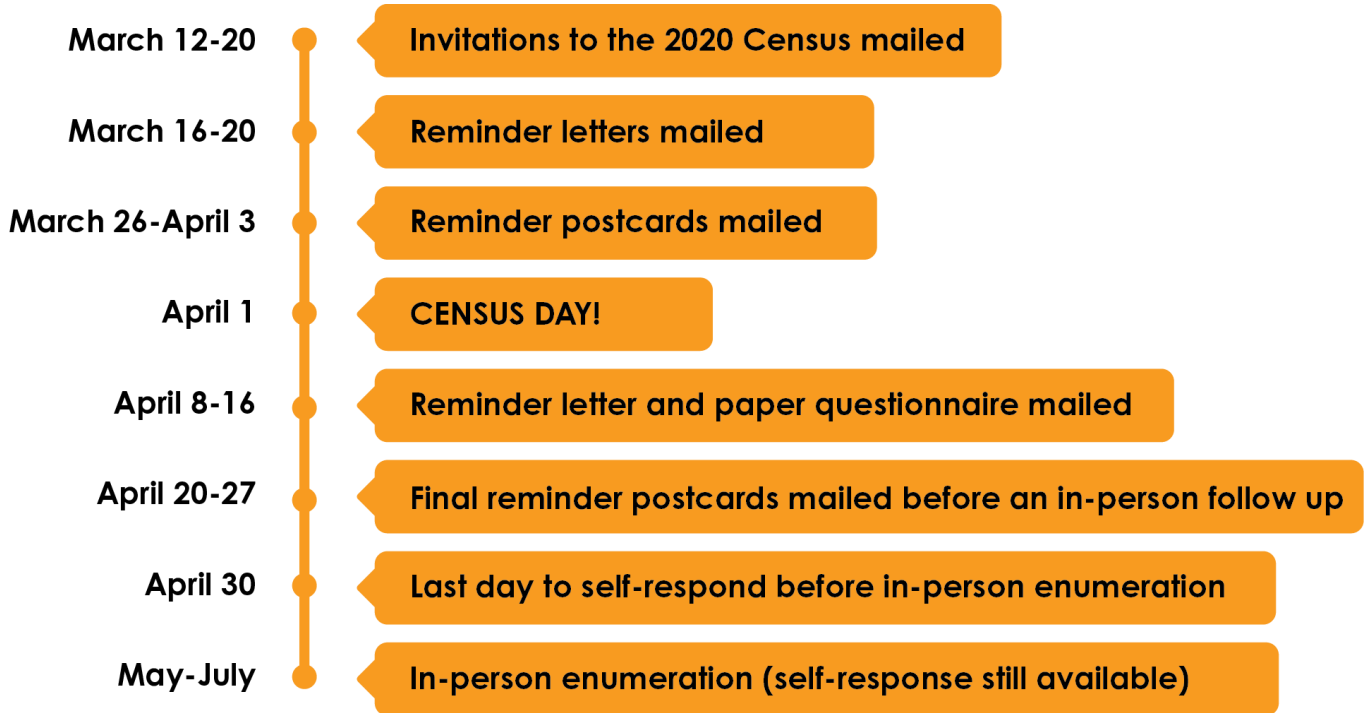 March 12-20 Invitations to the 2020 Census mailed
March 16-20 Reminder letters mailed
March 26-April 3 Reminder postcards mailed
April 1 CENSUS DAY!
April 8-16 Reminder letter and paper questionnaire mailed
April 20-27 Final reminder postcards mailed before an in-person follow up
April 30 Last day to self-respond before in-person enumeration
May-July In-person enumeration (self-response still available)